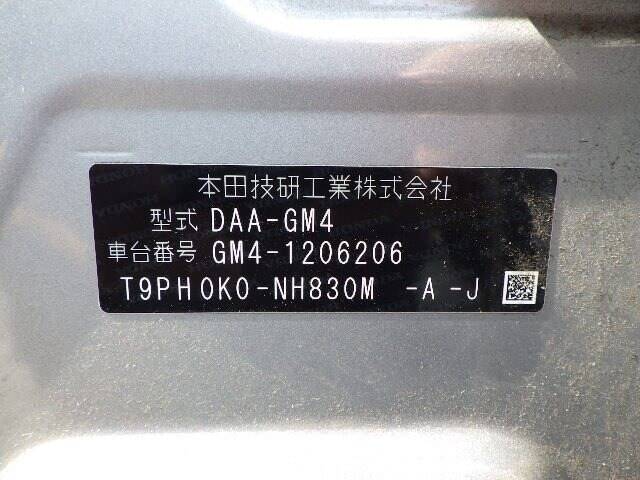 本田技研工業株式会社
型式 DAA-GM4
車台番号 GM4-1206206
T9PH0K0-NH830M -A -J